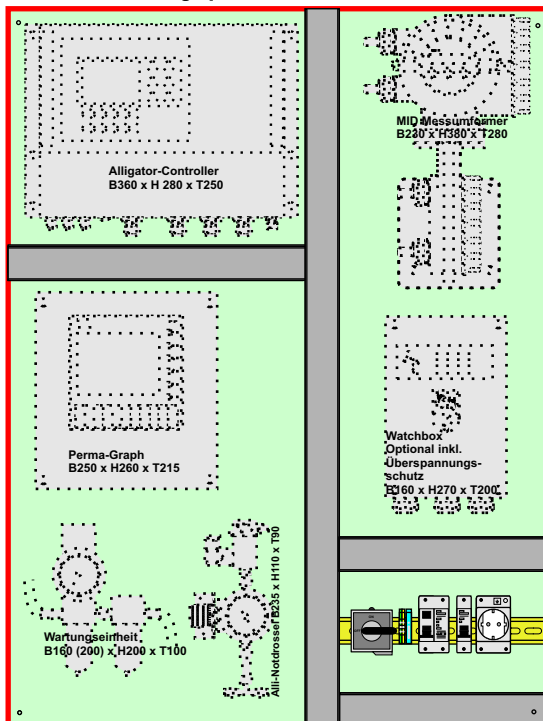 Alligator-Controller
B360 x H 280 x T250
MID Messumformer
B230 x H380 x T280
Perma-Graph
B250 x H260 x T215
Watchbox
Optional inkl.
Überspannungs-
schutz
B160 x H270 x T200
Wartungseinheit
B160 (200) x H200 x T100
Alli-Notdrossel B235 x H110 x T90